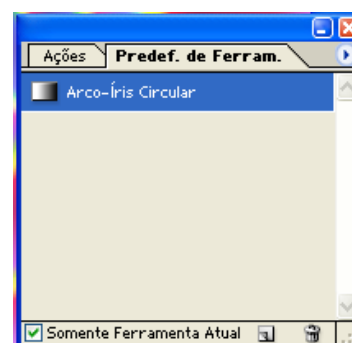 Ações Predef. de Ferram.
Arco-Íris Circular
Somente Ferramenta Atual